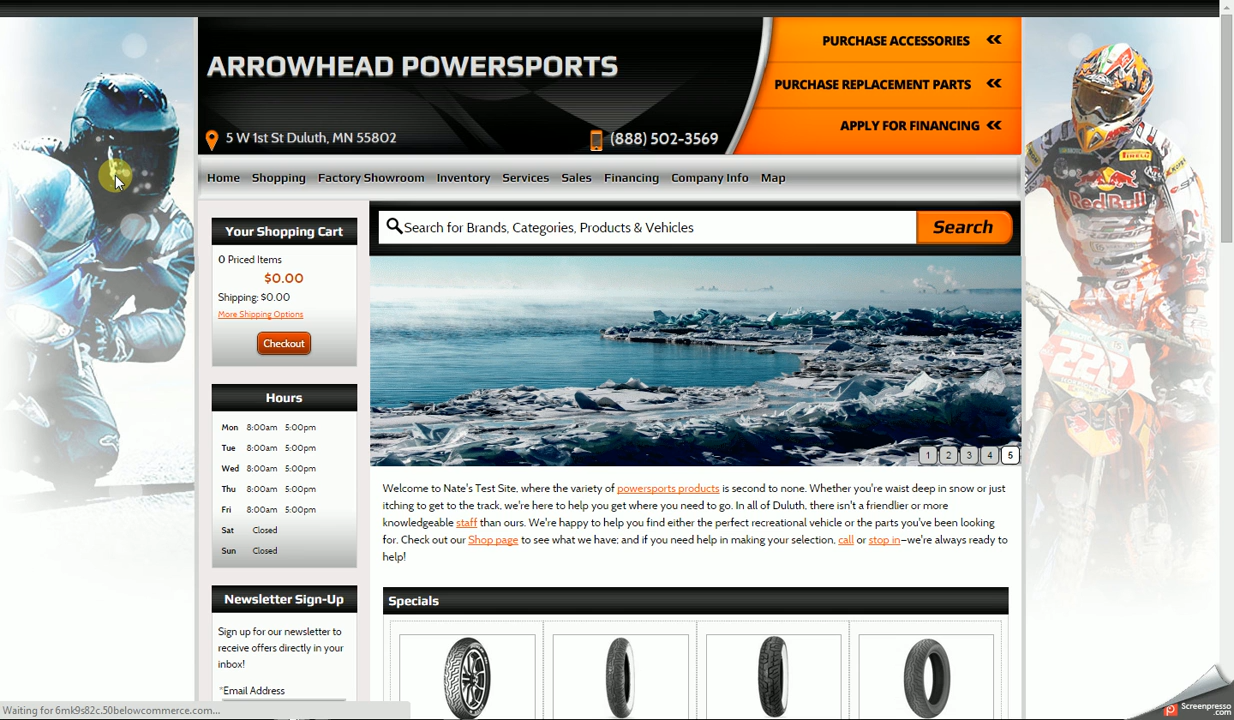 ARROWHEAD POWERSPORTS
5 W 1st St Duluth, MN 55802
(888) 502-3569
PURCHASE ACCESSORIES
PURCHASE REPLACEMENT PARTS
APPLY FOR FINANCING
Home Shopping Factory Showroom Inventory Services Sales Financing Company Info Map
Your Shopping Cart
0 Priced Items
$0.00
Shipping: $0.00
More Shipping Options
Checkout
Hours
Mon 8:00am 5:00pm
Tue 8:00am 5:00pm
Wed 8:00am 5:00pm
Thu 8:00am 5:00pm
Fri 8:00am 5:00pm
Sat Closed
Sun Closed
Newsletter Sign-Up
Sign up for our newsletter to
receive offers directly in your
inbox!
*Email Address
Search for Brands, Categories, Products & Vehicles
Search
1 2 3 4 5
Welcome to Nate's Test Site, where the variety of powersports products is second to none. Whether you're waist deep in snow or just
itching to get to the track, we're here to help you get where you need to go. In all of Duluth, there isn't a friendlier or more
knowledgeable staff than ours. We're happy to help you find either the perfect recreational vehicle or the parts you've been looking
for. Check out our Shop page to see what we have; and if you need help in making your selection, call or stop in—we're always ready to
help!
Specials
PIRELLI
Red Bull
222
Waiting for 6mk9s82c.50belowcommerce.com...
Screenpresso
.com